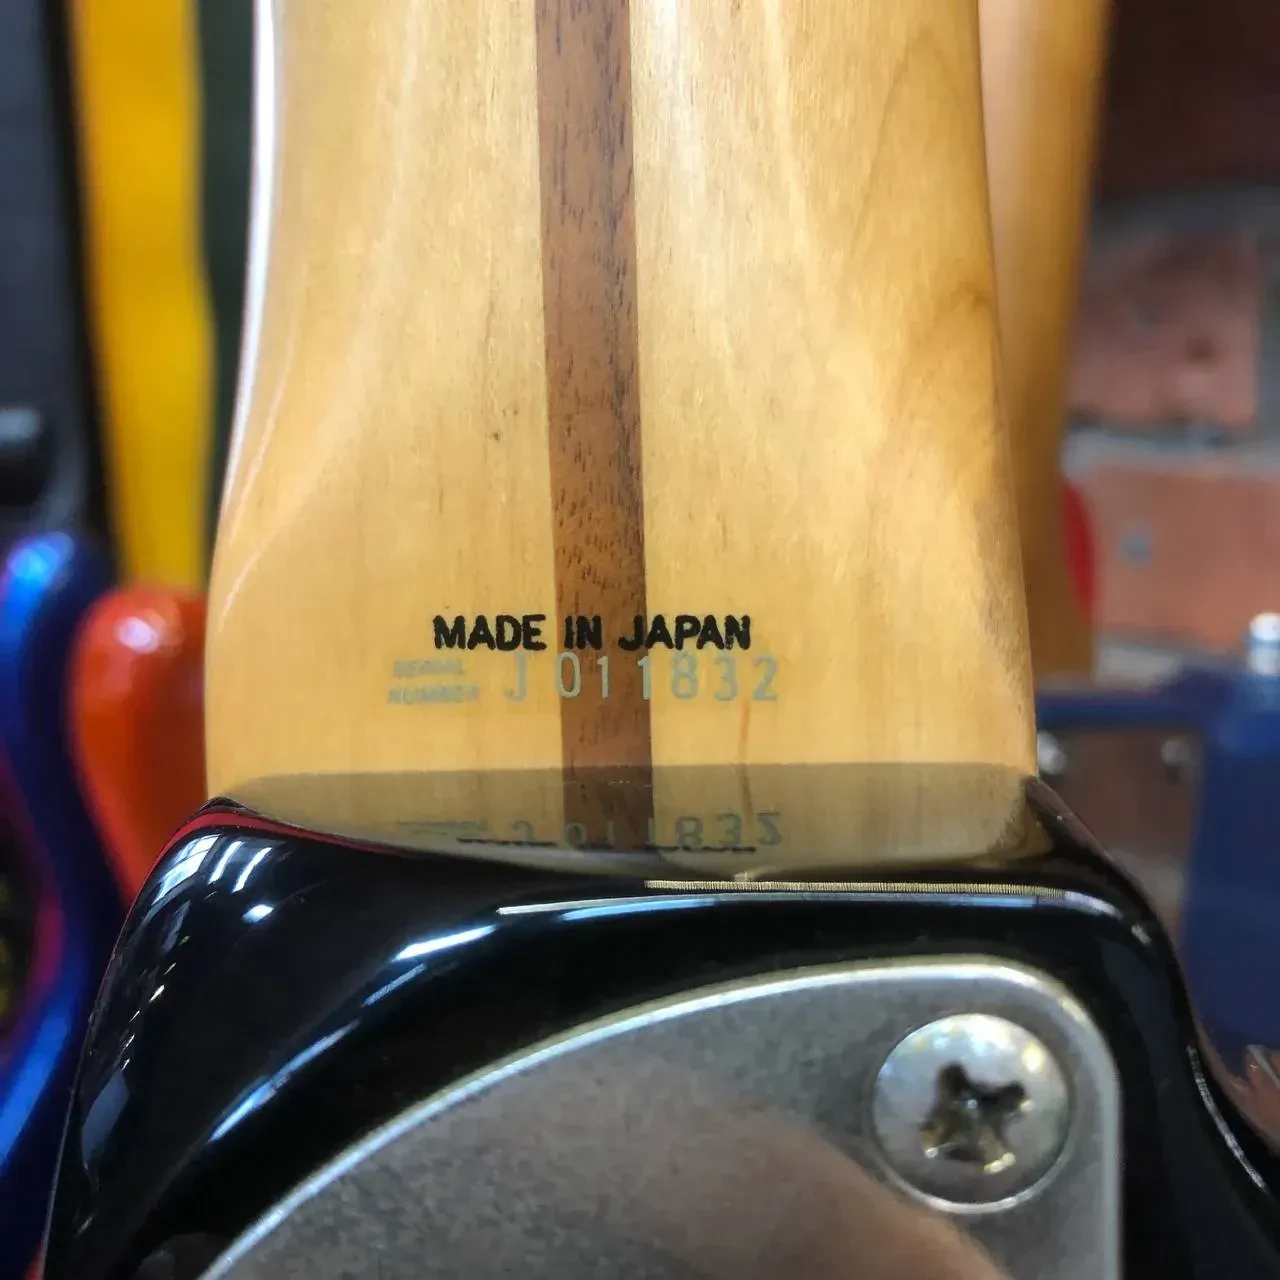 MADE IN JAPAN
SERIAL
NUMBER J011832